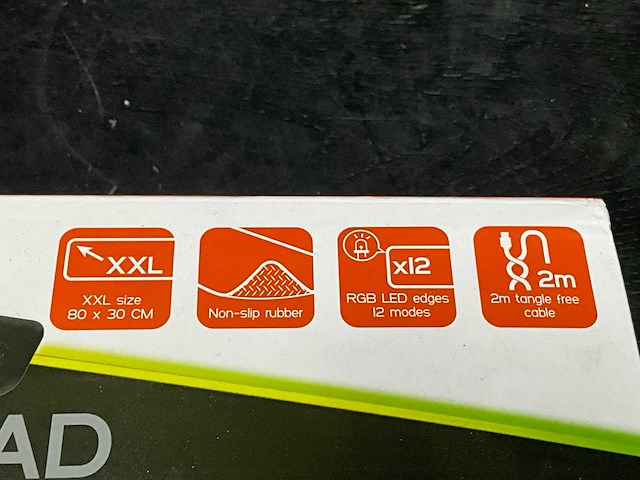 XXL
XXL size
80 x 30 CM
Non-slip rubber
x12
RGB LED edges
12 modes
2m
2m tangle free
cable
AD